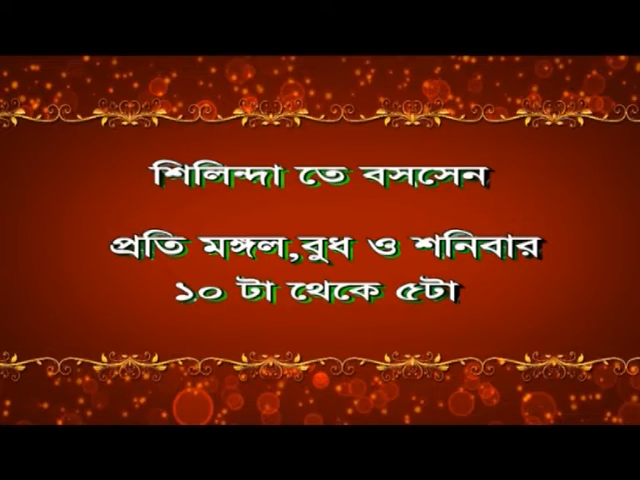 শিলিন্দা তে বসসেন
প্রতি মঙ্গল,বুধ ও শনিবার
১০ টা থেকে ৫টা